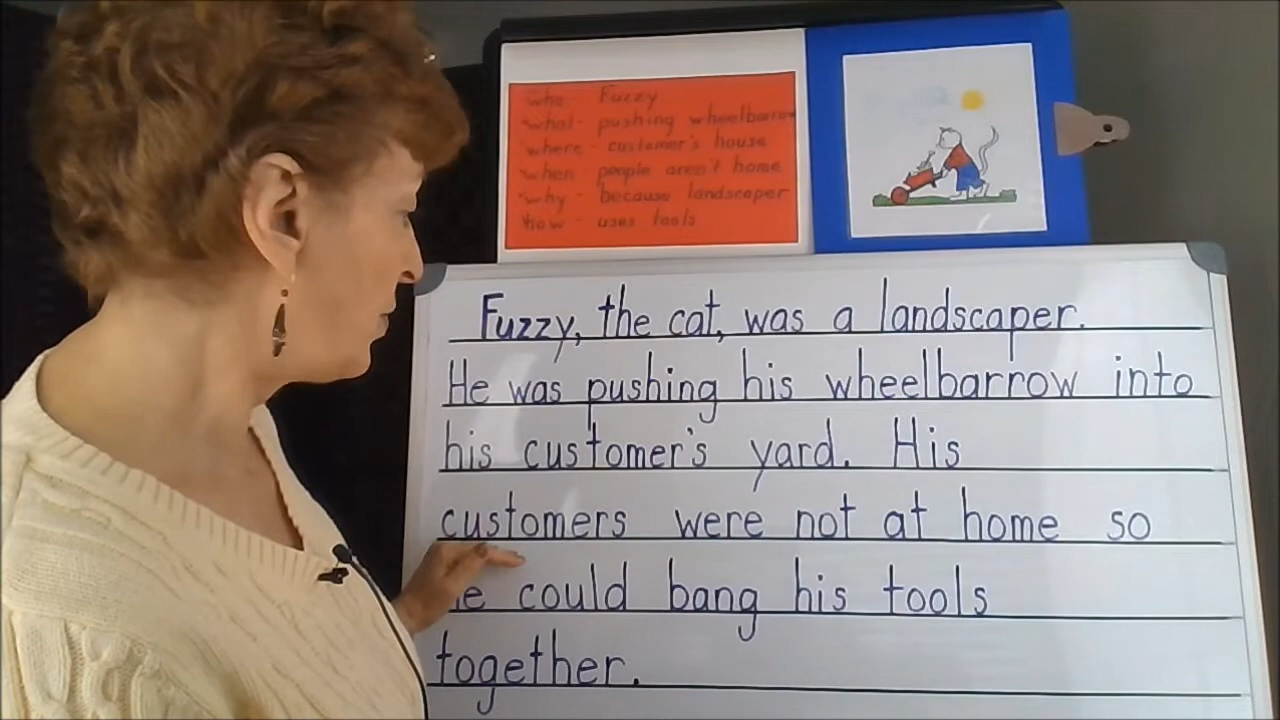 who - Fuzzy
what - pushing wheelbarrow
where - customer's house
when people aren't home
why - because landscaper
how - uses tools
Fuzzy, the cat, was a landscaper.
He was pushing his wheelbarrow into
his customer's yard. His
customers were not at home so
he could bang his tools
together.